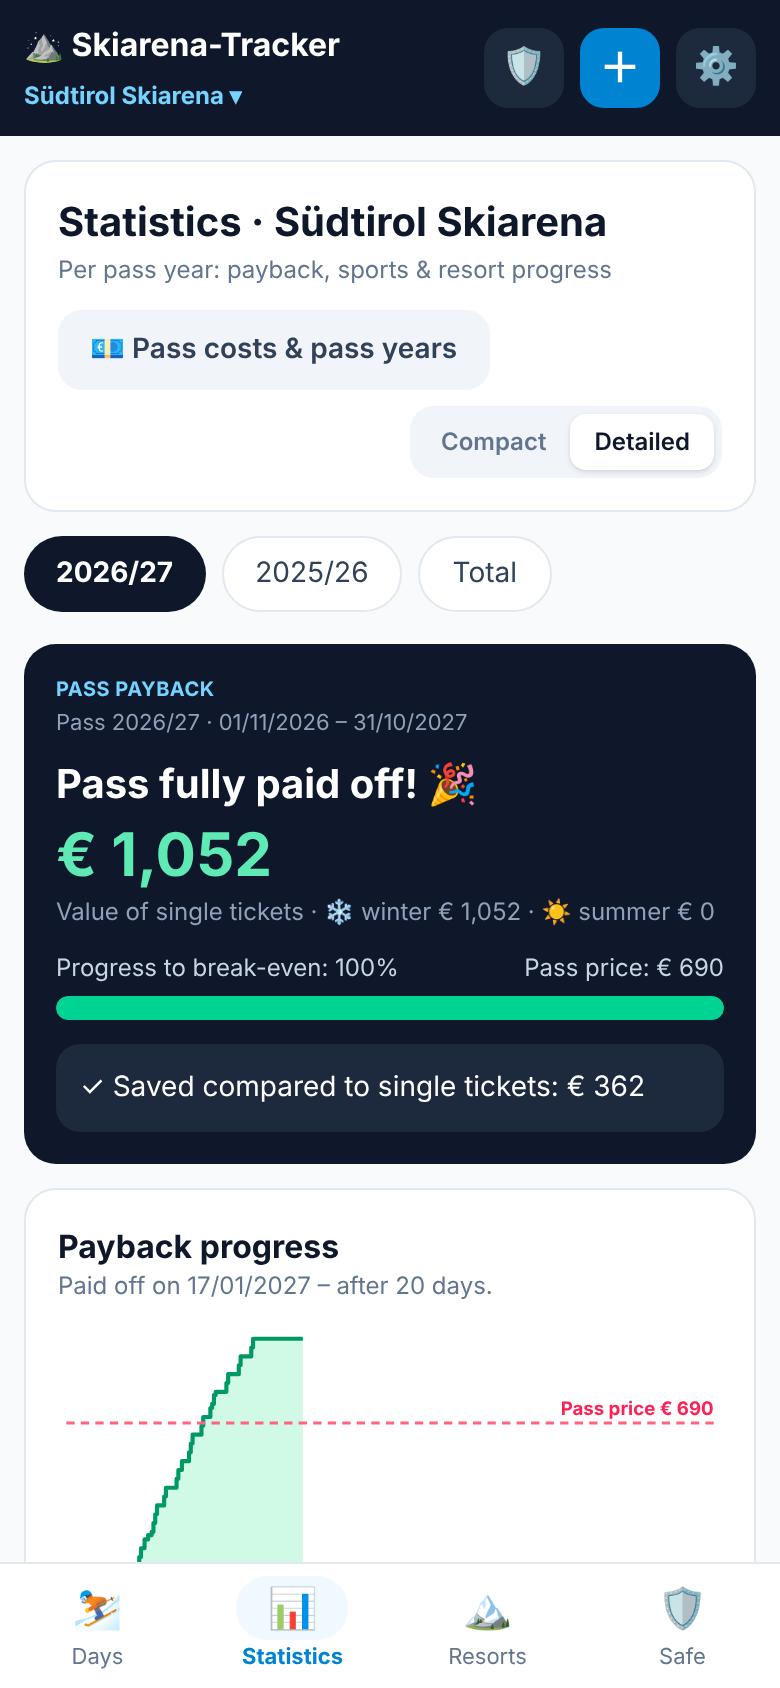 Skiarena-Tracker
Südtirol Skiarena ▾
Statistics · Südtirol Skiarena
Per pass year: payback, sports & resort progress
💶 Pass costs & pass years
Compact Detailed
2026/27 2025/26 Total
PASS PAYBACK
Pass 2026/27 · 01/11/2026 – 31/10/2027
Pass fully paid off! 🎉
€ 1,052
Value of single tickets · ❄️ winter € 1,052 · ☀️ summer € 0
Progress to break-even: 100% Pass price: € 690
✓ Saved compared to single tickets: € 362
Payback progress
Paid off on 17/01/2027 – after 20 days.
Pass price € 690
Days Statistics Resorts Safe